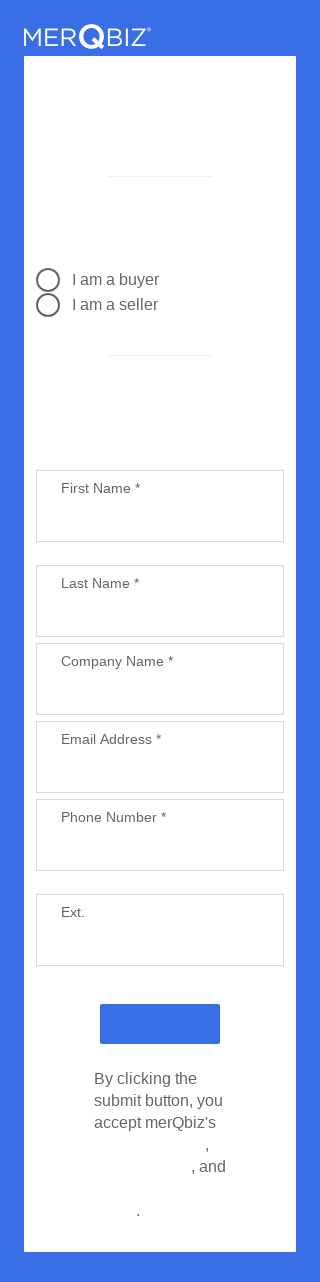 MERQBIZ®
I am a buyer
I am a seller
First Name *
Last Name *
Company Name *
Email Address *
Phone Number *
Ext.
By clicking the
submit button, you
accept merQbiz's
,
, and
.